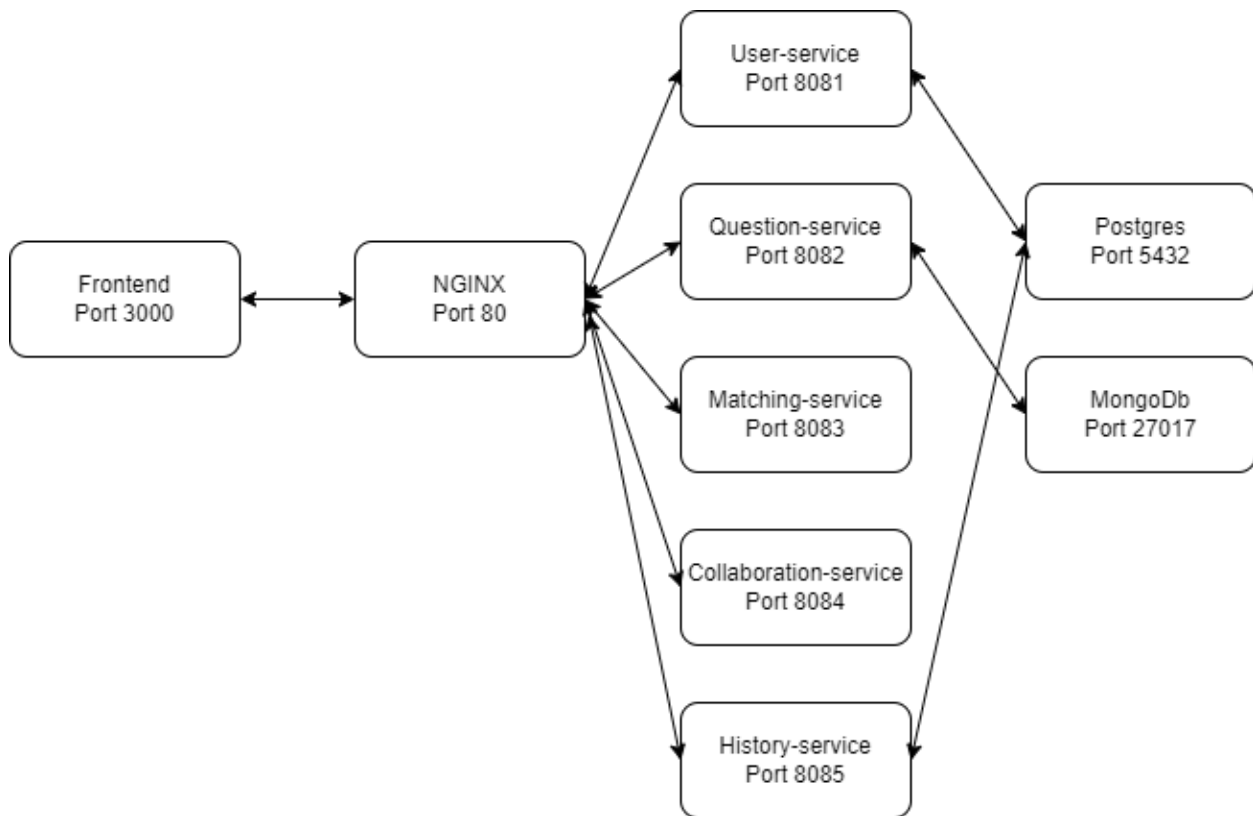 Frontend
Port 3000
NGINX
Port 80
User-service
Port 8081
Question-service
Port 8082
Matching-service
Port 8083
Collaboration-service
Port 8084
History-service
Port 8085
Postgres
Port 5432
MongoDb
Port 27017